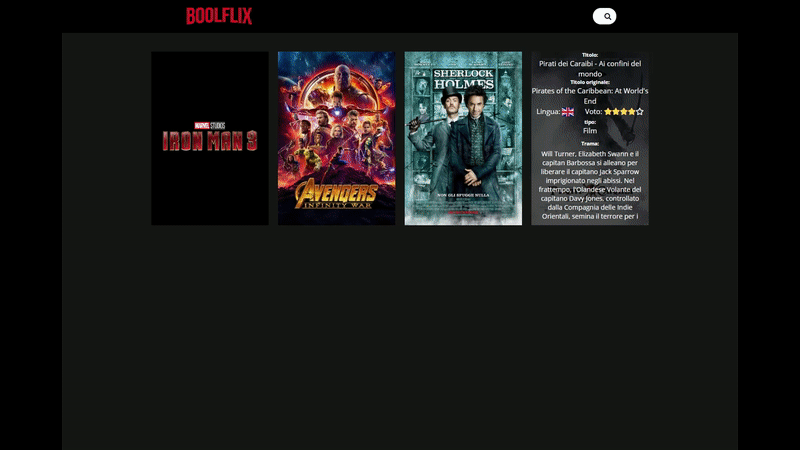 BOOLFLIX
MARVEL STUDIOS
IRON MAN 3
AVENGERS
INFINITY WAR
SHERLOCK
HOLMES
NON GLI SFUGGE NULLA
Titolo:
Pirati dei Caraibi - Ai confini del
mondo
Titolo originale:
Pirates of the Caribbean: At World's
End
Lingua: Voto:
tipo:
Film
Trama:
Will Turner, Elizabeth Swann e il
capitan Barbossa si alleano per
liberare il capitano Jack Sparrow
imprigionato negli abissi. Nel
frattempo, l'Olandese Volante del
capitano Davy Jones, controllato
dalla Compagnia delle Indie
Orientali, semina il terrore per i